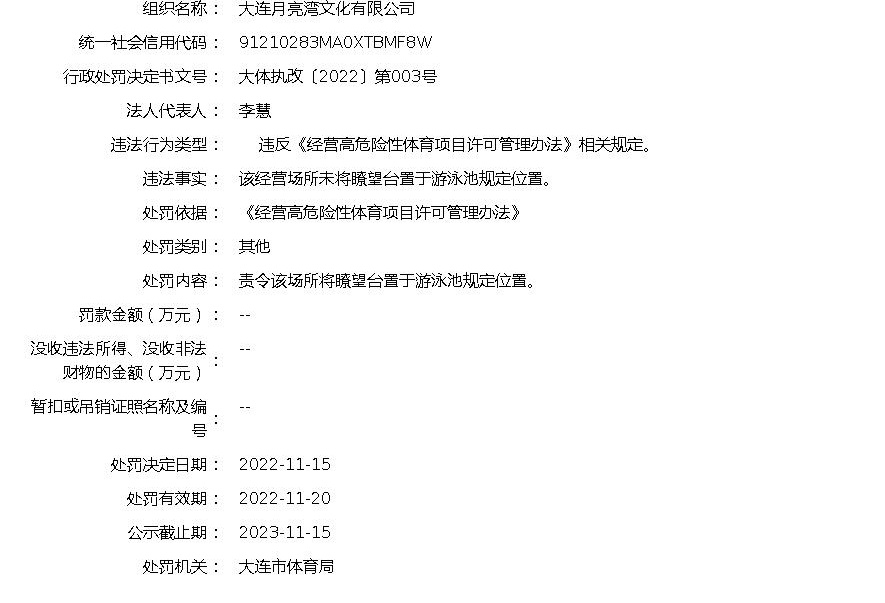 组织名称： 大连月亮湾文化有限公司
统一社会信用代码： 91210283MA0XTBMF8W
行政处罚决定书文号： 大体执改〔2022〕第003号
法人代表人： 李慧
违法行为类型： 违反《经营高危险性体育项目许可管理办法》相关规定。
违法事实： 该经营场所未将瞭望台置于游泳池规定位置。
处罚依据： 《经营高危险性体育项目许可管理办法》
处罚类别： 其他
处罚内容： 责令该场所将瞭望台置于游泳池规定位置。
罚款金额（万元）： --
没收违法所得、没收非法
财物的金额（万元）： --
暂扣或吊销证照名称及编
号： --
处罚决定日期： 2022-11-15
处罚有效期： 2022-11-20
公示截止期： 2023-11-15
处罚机关： 大连市体育局